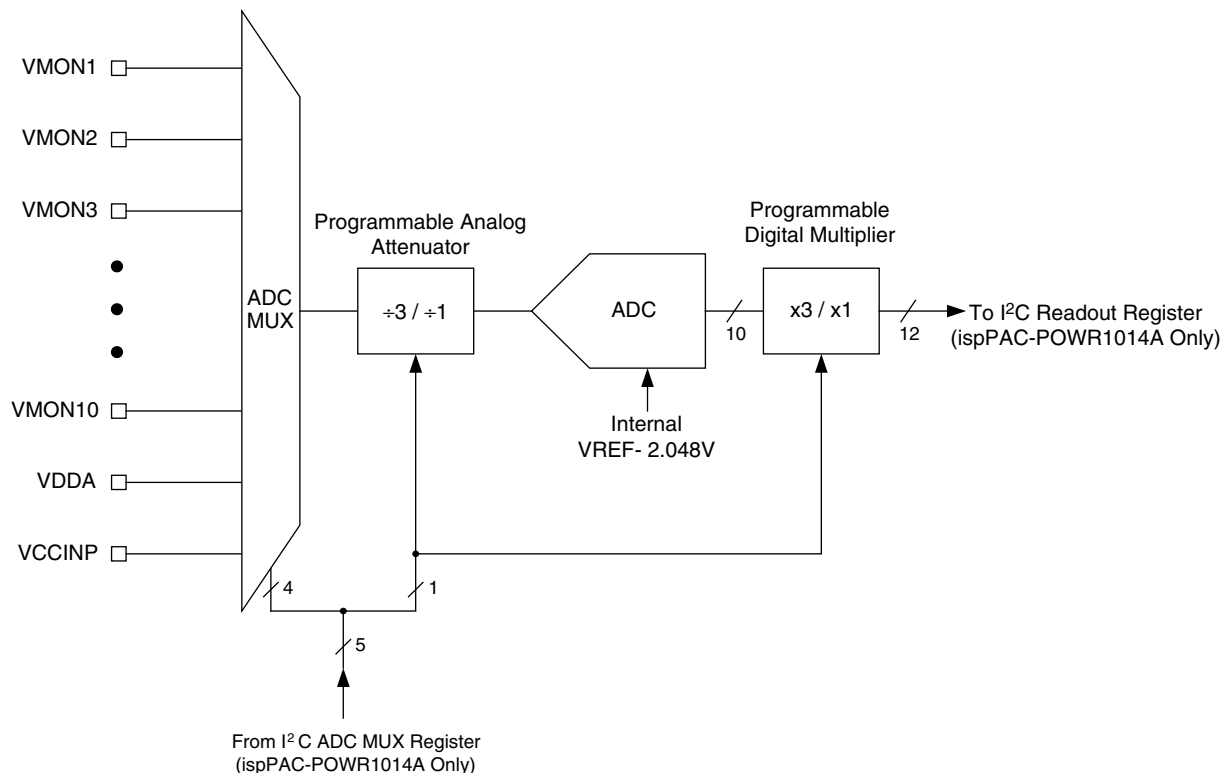 VMON1
VMON2
VMON3
VMON10
VDDA
VCCINP
ADC
MUX
Programmable Analog
Attenuator
÷3 / ÷1
ADC
Internal
VREF- 2.048V
10
Programmable
Digital Multiplier
x3 / x1
12
To I²C Readout Register
(ispPAC-POWR1014A Only)
4
1
5
From I² C ADC MUX Register
(ispPAC-POWR1014A Only)